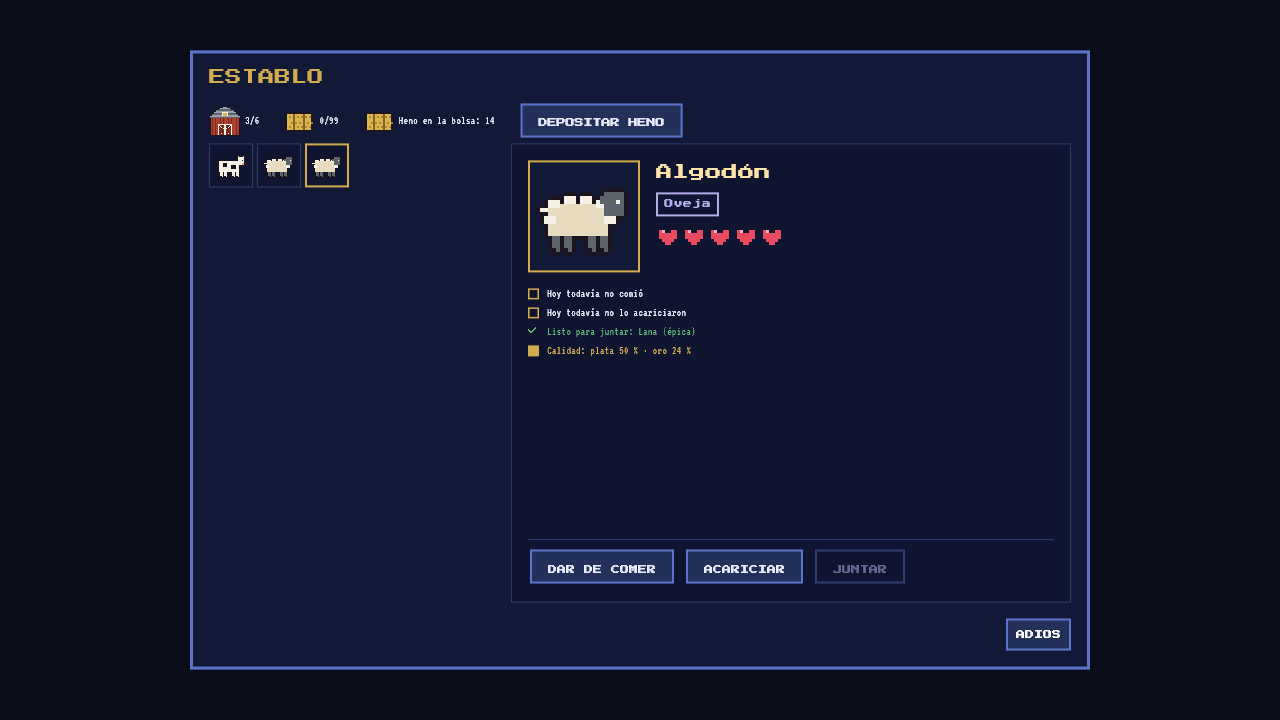 ESTABLO
3/6
0/99
Heno en la bolsa: 14
DEPOSITAR HENO
Algodón
Oveja
Hoy todavía no comió
Hoy todavía no lo acariciaron
Listo para juntar: Lana (épica)
Calidad: plata 50 % · oro 24 %
DAR DE COMER
ACARICIAR
JUNTAR
ADIOS